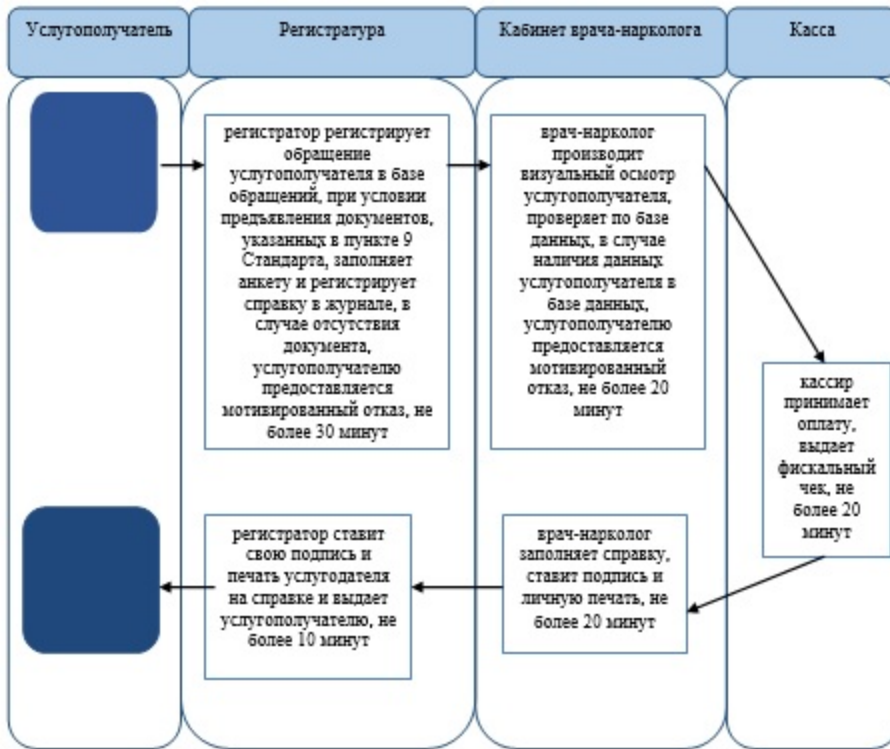 Услугополучатель
Регистратура
Кабинет врача-нарколога
Касса
регистратор регистрирует
обращение
услугополучателя в базе
обращений, при условии
предъявления документов,
указанных в пункте 9
Стандарта, заполняет
анкету и регистрирует
справку в журнале, в
случае отсутствия
документа,
услугополучателю
предоставляется
мотивированный отказ, не
более 30 минут
врач-нарколог
производит
визуальный осмотр
услугополучателя,
проверяет по базе
данных, в случае
наличия данных
услугополучателя в
базе данных,
услугополучателю
предоставляется
мотивированный
отказ, не более 20
минут
кассир
принимает
оплату,
выдает
фискальный
чек, не
более 20
минут
врач-нарколог
заполняет справку,
ставит подпись и
личную печать, не
более 20 минут
регистратор ставит
свою подпись и
печать услугодателя
на справке и выдает
услугополучателю, не
более 10 минут